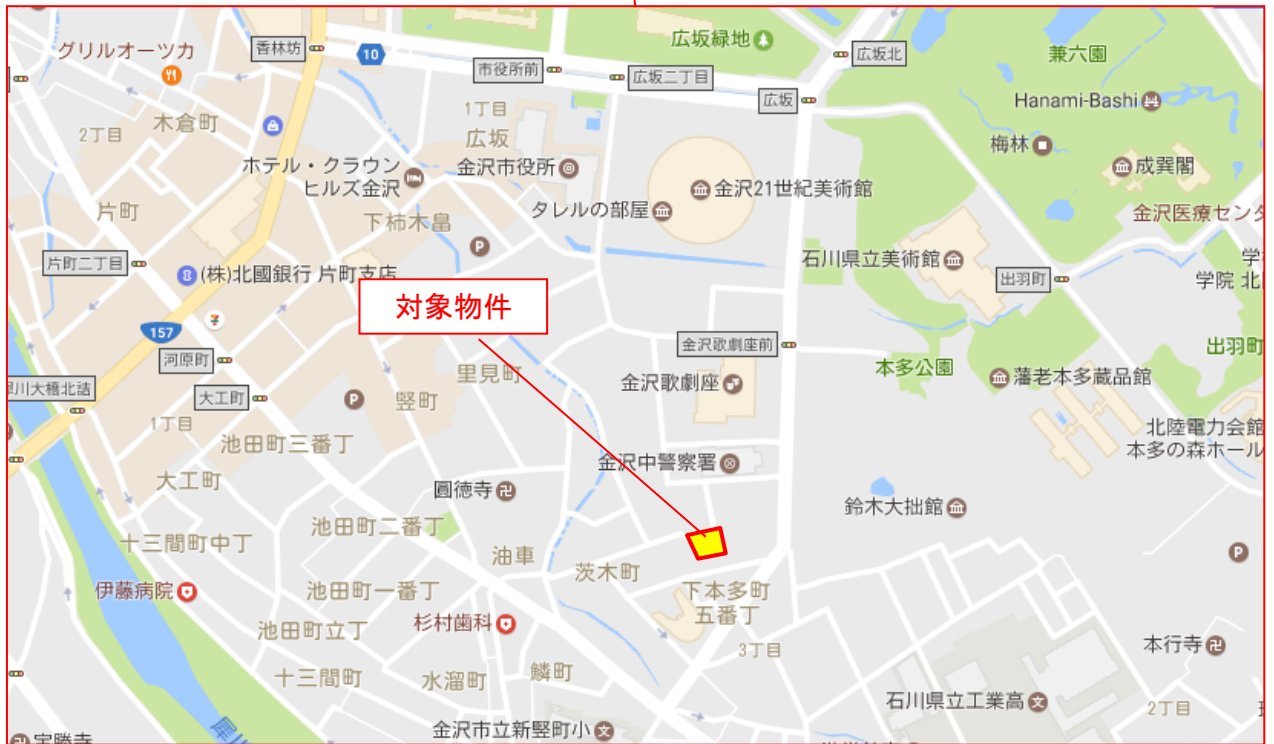 広坂緑地
グリルオーツカ
香林坊
10
広坂北
兼六園
市役所前
広坂二丁目
広坂
Hanami-Bashi
1丁目
2丁目
木倉町
広坂
梅林
ホテル・クラウン
ヒルズ金沢
金沢市役所
成巽閣
金沢21世紀美術館
片町
下柿木畠
タレルの部屋
金沢医療センタ
P
片町二丁目
(株)北國銀行 片町支店
石川県立美術館
出羽町
学院 北
対象物件
157
河原町
金沢歌劇座前
出羽町
里見町
金沢歌劇座
本多公園
藩老本多蔵品館
川大橋北詰
大工町
P
竪町
1丁目
池田町三番丁
北陸電力会館
本多の森ホール
金沢中警察署
大工町
圓徳寺
鈴木大拙館
池田町二番丁
十三間町中丁
油車
P
茨木町
伊藤病院
池田町一番丁
下本多町
五番丁
池田町立丁
杉村歯科
3丁目
本行寺
十三間町
水溜町
鱗町
石川県立工業高
2丁目
金沢市立新竪町小
犀川
宝勝寺